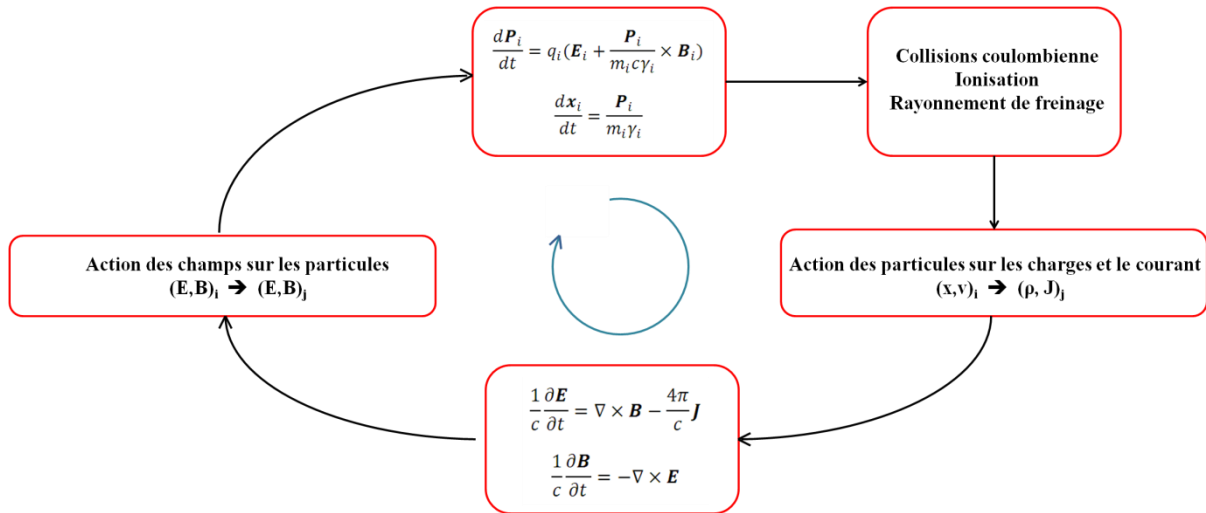 dP_i/dt = q_i(E_i + P_i/(m_i c γ_i) × B_i)
dx_i/dt = P_i/(m_i γ_i)
Collisions coulombienne
Ionisation
Rayonnement de freinage
Action des champs sur les particules
(E,B)_i ➔ (E,B)_j
Action des particules sur les charges et le courant
(x,v)_i ➔ (ρ, J)_j
1/c ∂E/∂t = ∇ × B − 4π/c J
1/c ∂B/∂t = −∇ × E